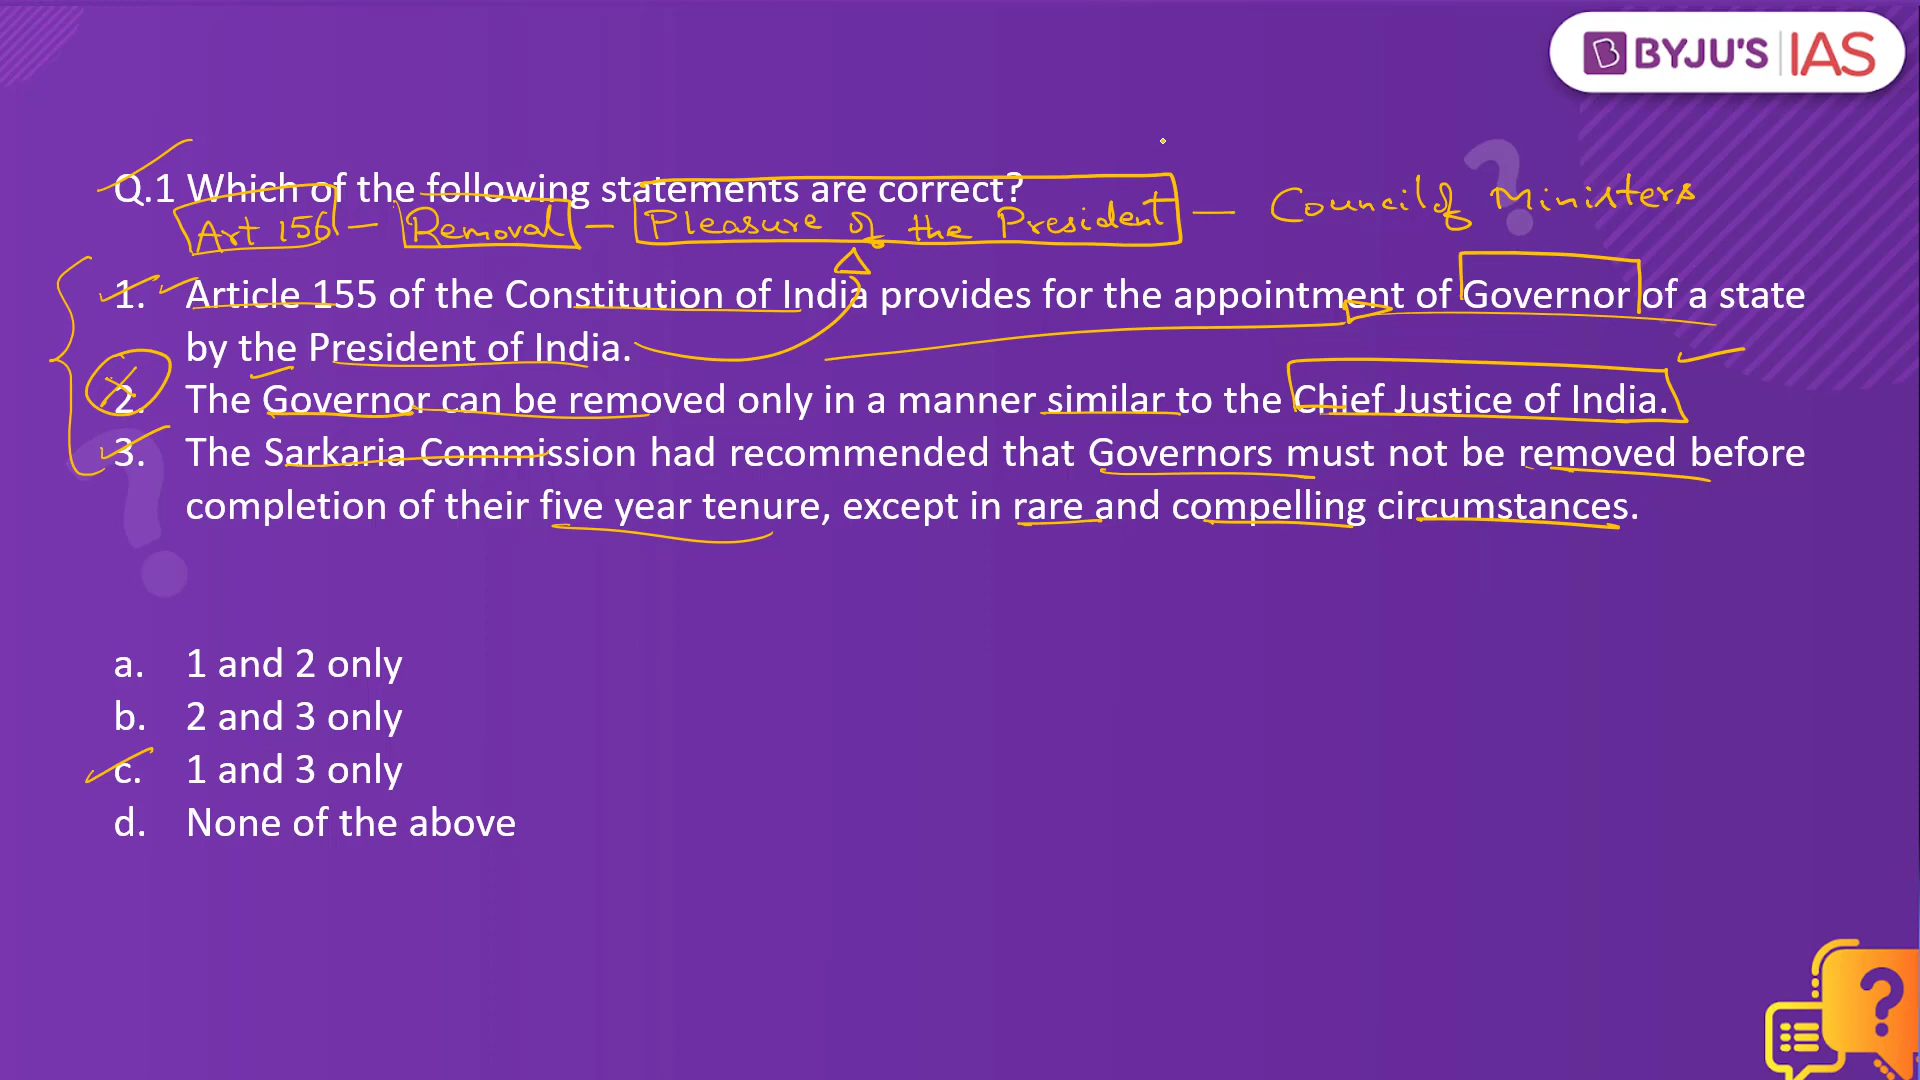 BYJU'S IAS
Q.1 Which of the following statements are correct?
Art 156 – Removal – Pleasure of the President – Council of Ministers
1. Article 155 of the Constitution of India provides for the appointment of Governor of a state
by the President of India.
2. The Governor can be removed only in a manner similar to the Chief Justice of India.
3. The Sarkaria Commission had recommended that Governors must not be removed before
completion of their five year tenure, except in rare and compelling circumstances.
a. 1 and 2 only
b. 2 and 3 only
c. 1 and 3 only
d. None of the above